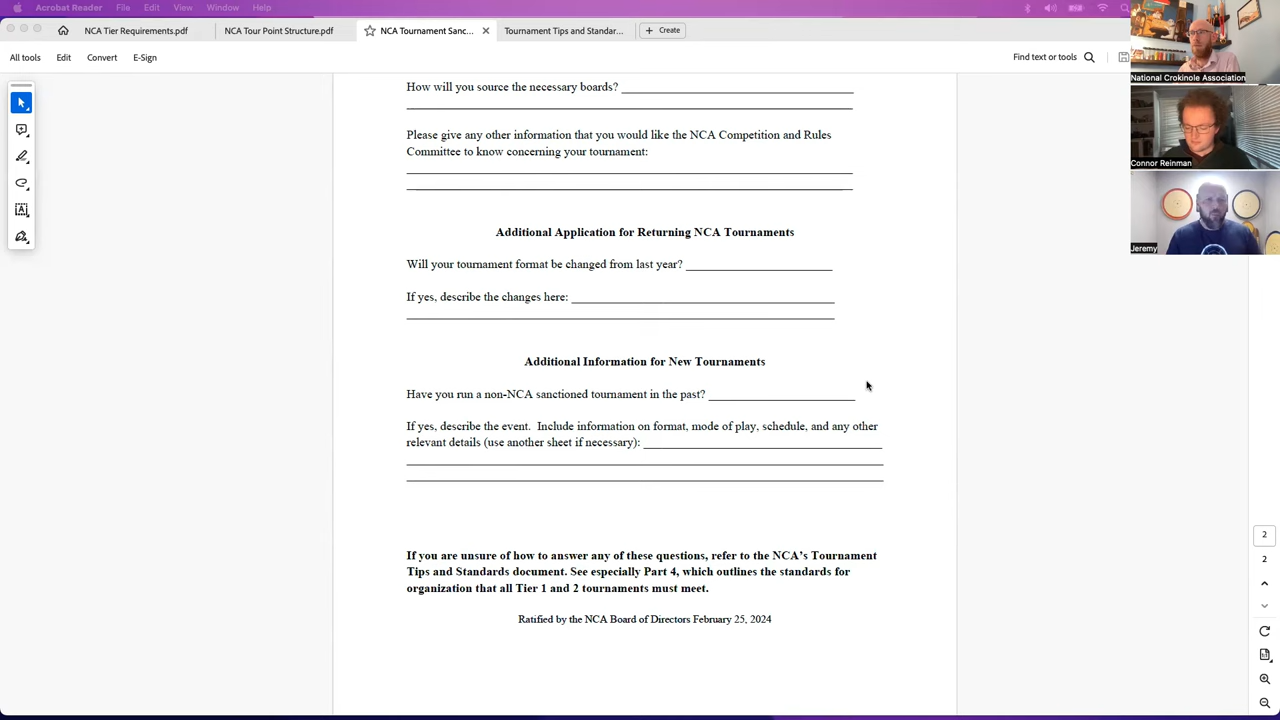 Acrobat Reader File Edit View Window Help
NCA Tier Requirements.pdf NCA Tour Point Structure.pdf NCA Tournament Sanc... Tournament Tips and Standar... + Create
All tools Edit Convert E-Sign Find text or tools
How will you source the necessary boards?
Please give any other information that you would like the NCA Competition and Rules
Committee to know concerning your tournament:
Additional Application for Returning NCA Tournaments
Will your tournament format be changed from last year?
If yes, describe the changes here:
Additional Information for New Tournaments
Have you run a non-NCA sanctioned tournament in the past?
If yes, describe the event. Include information on format, mode of play, schedule, and any other
relevant details (use another sheet if necessary):
If you are unsure of how to answer any of these questions, refer to the NCA's Tournament
Tips and Standards document. See especially Part 4, which outlines the standards for
organization that all Tier 1 and 2 tournaments must meet.
Ratified by the NCA Board of Directors February 25, 2024
National Crokinole Association
Connor Reinman
Jeremy
2
2